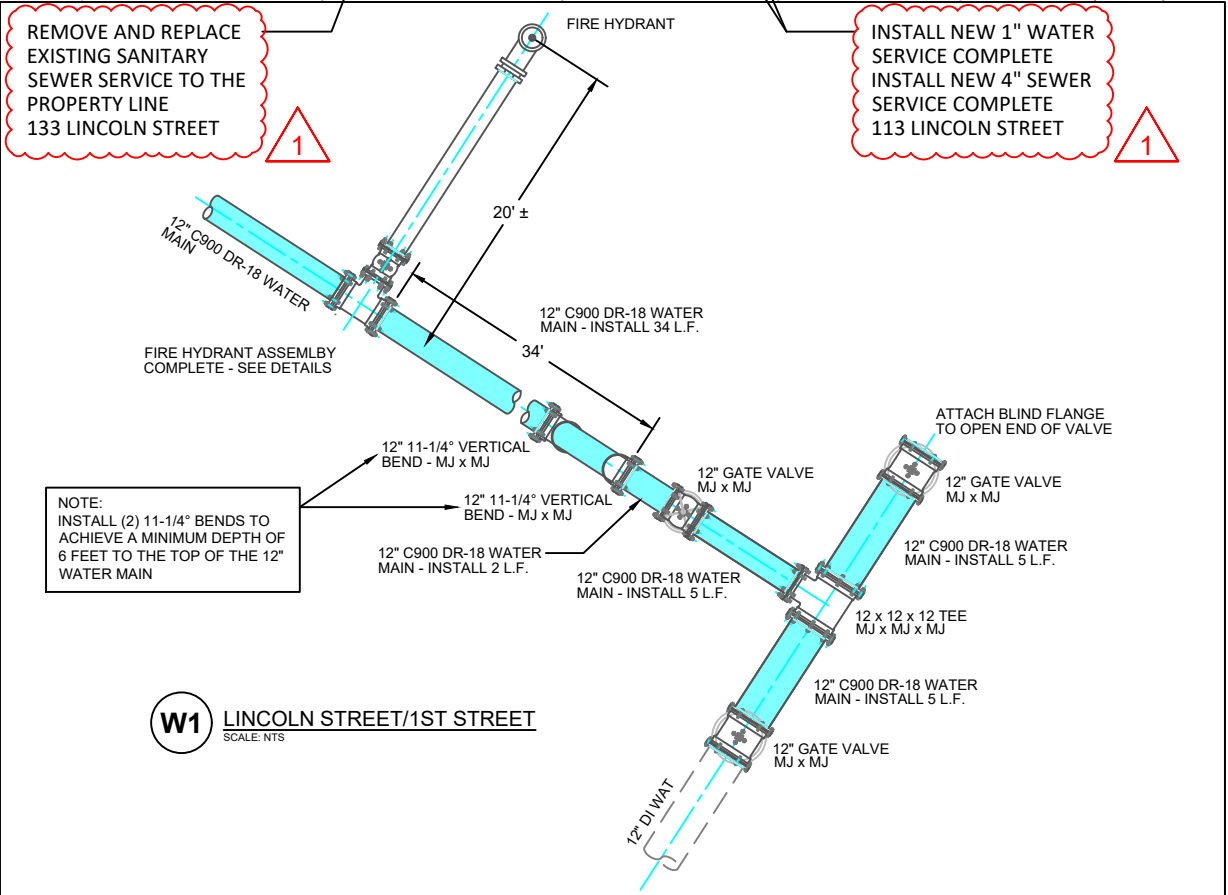 REMOVE AND REPLACE
EXISTING SANITARY
SEWER SERVICE TO THE
PROPERTY LINE
133 LINCOLN STREET
1
FIRE HYDRANT
INSTALL NEW 1" WATER
SERVICE COMPLETE
INSTALL NEW 4" SEWER
SERVICE COMPLETE
113 LINCOLN STREET
1
20' ±
12" C900 DR-18 WATER
MAIN
12" C900 DR-18 WATER
MAIN - INSTALL 34 L.F.
34'
FIRE HYDRANT ASSEMLBY
COMPLETE - SEE DETAILS
ATTACH BLIND FLANGE
TO OPEN END OF VALVE
12" 11-1/4° VERTICAL
BEND - MJ x MJ
12" GATE VALVE
MJ x MJ
12" GATE VALVE
MJ x MJ
NOTE:
INSTALL (2) 11-1/4° BENDS TO
ACHIEVE A MINIMUM DEPTH OF
6 FEET TO THE TOP OF THE 12"
WATER MAIN
12" 11-1/4° VERTICAL
BEND - MJ x MJ
12" C900 DR-18 WATER
MAIN - INSTALL 2 L.F.
12" C900 DR-18 WATER
MAIN - INSTALL 5 L.F.
12" C900 DR-18 WATER
MAIN - INSTALL 5 L.F.
12 x 12 x 12 TEE
MJ x MJ x MJ
12" C900 DR-18 WATER
MAIN - INSTALL 5 L.F.
W1
LINCOLN STREET/1ST STREET
SCALE: NTS
12" GATE VALVE
MJ x MJ
12" DI WAT